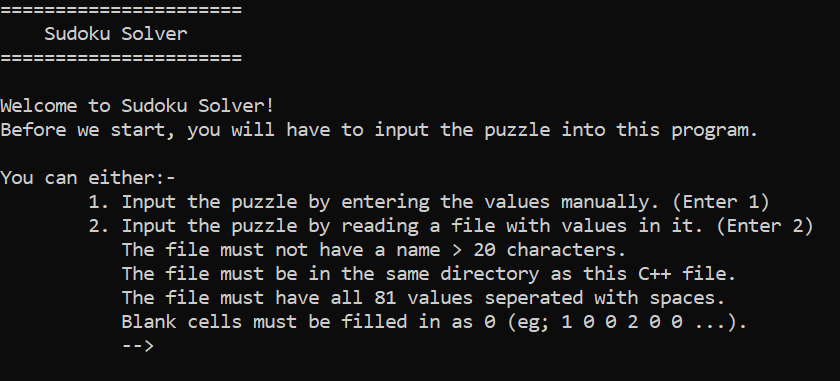 ======================
Sudoku Solver
======================
Welcome to Sudoku Solver!
Before we start, you will have to input the puzzle into this program.
You can either:-
1. Input the puzzle by entering the values manually. (Enter 1)
2. Input the puzzle by reading a file with values in it. (Enter 2)
The file must not have a name > 20 characters.
The file must be in the same directory as this C++ file.
The file must have all 81 values seperated with spaces.
Blank cells must be filled in as 0 (eg; 1 0 0 2 0 0 ...).
-->